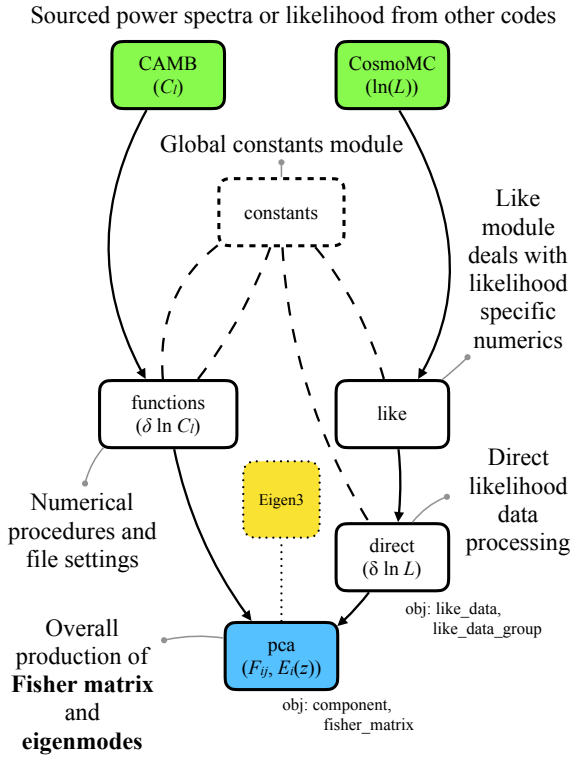 Sourced power spectra or likelihood from other codes
CAMB
(Cₗ)
CosmoMC
(ln(L))
Global constants module
constants
Like
module
deals with
likelihood
specific
numerics
functions
(δ ln Cₗ)
like
Numerical
procedures and
file settings
Eigen3
Direct
likelihood
data
processing
direct
(δ ln L)
obj: like_data,
like_data_group
Overall
production of
Fisher matrix
and
eigenmodes
pca
(Fᵢⱼ, Eᵢ(z))
obj: component,
fisher_matrix